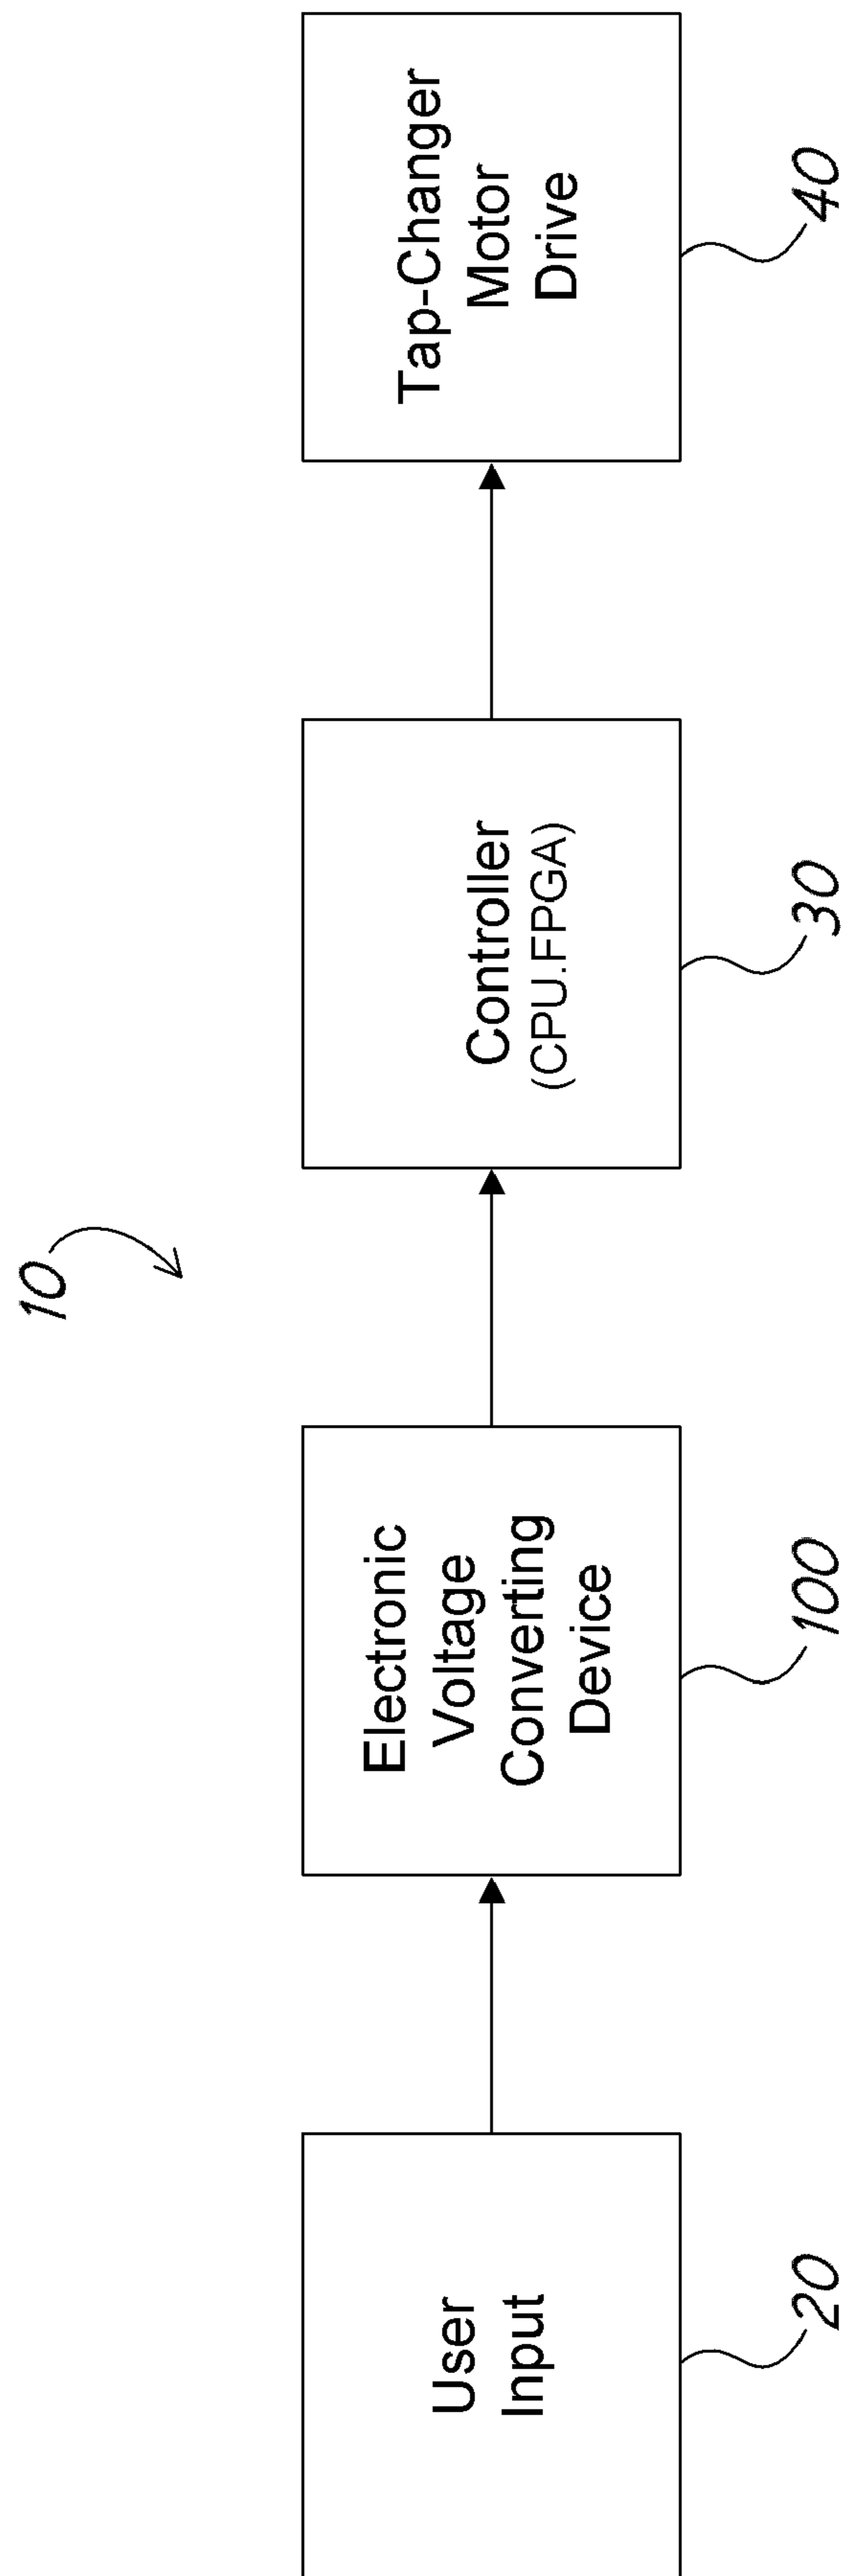 10
User
Input
20
Electronic
Voltage
Converting
Device
100
Controller
(CPU.FPGA)
30
Tap-Changer
Motor
Drive
40